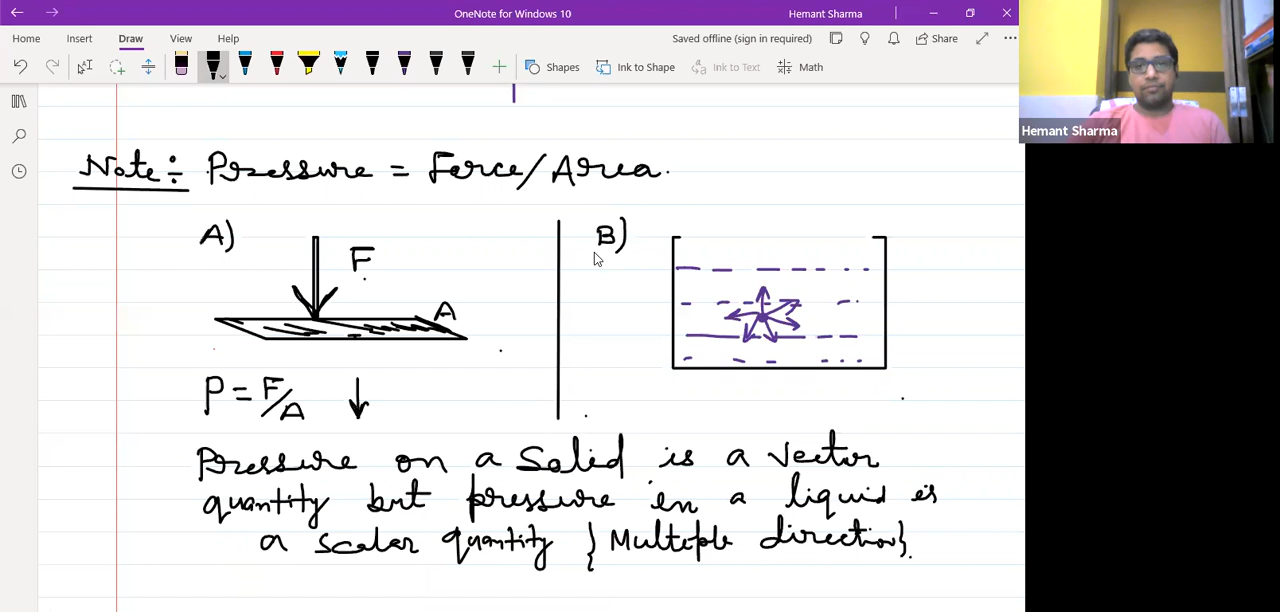 OneNote for Windows 10
Hemant Sharma
Home Insert Draw View Help
Saved offline (sign in required)
Share
Shapes
Ink to Shape
Ink to Text
Math
Hemant Sharma
Note÷ Pressure = Force/Area.
A)
F
A
P = F/A ↓
B)
Pressure on a Solid is a vector
quantity but pressure in a liquid is
a scalar quantity {Multiple direction}.